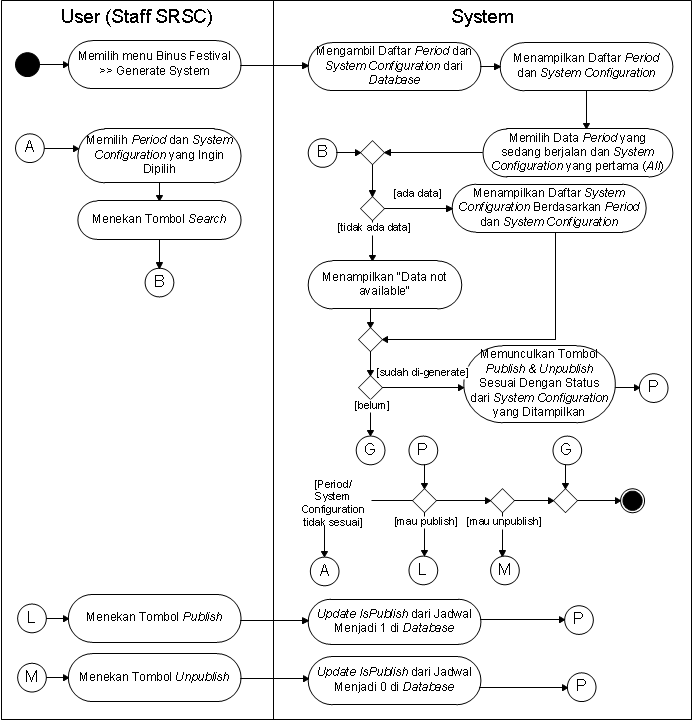 User (Staff SRSC)
System
Memilih menu Binus Festival
>> Generate System
Mengambil Daftar Period dan
System Configuration dari
Database
Menampilkan Daftar Period
dan System Configuration
A
Memilih Period dan System
Configuration yang Ingin
Dipilih
B
Memilih Data Period yang
sedang berjalan dan System
Configuration yang pertama (All)
Menekan Tombol Search
[ada data]
Menampilkan Daftar System
Configuration Berdasarkan Period
dan System Configuration
[tidak ada data]
B
Menampilkan "Data not
available"
[sudah di-generate]
Memunculkan Tombol
Publish & Unpublish
Sesuai Dengan Status
dari System Configuration
yang Ditampilkan
P
[belum]
G
P
G
[Period/
System
Configuration
tidak sesuai]
[mau publish]
[mau unpublish]
A
L
M
L
Menekan Tombol Publish
Update IsPublish dari Jadwal
Menjadi 1 di Database
P
M
Menekan Tombol Unpublish
Update IsPublish dari Jadwal
Menjadi 0 di Database
P